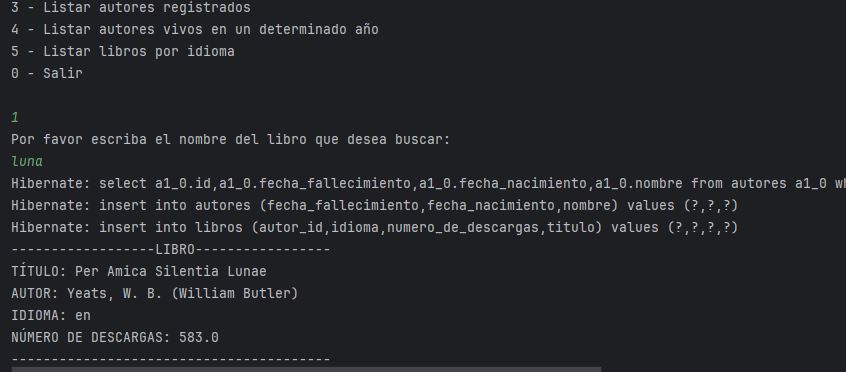 3 - Listar autores registrados
4 - Listar autores vivos en un determinado año
5 - Listar libros por idioma
0 - Salir
1
Por favor escriba el nombre del libro que desea buscar:
luna
Hibernate: select a1_0.id,a1_0.fecha_fallecimiento,a1_0.fecha_nacimiento,a1_0.nombre from autores a1_0 wh
Hibernate: insert into autores (fecha_fallecimiento,fecha_nacimiento,nombre) values (?,?,?)
Hibernate: insert into libros (autor_id,idioma,numero_de_descargas,titulo) values (?,?,?,?)
------------------LIBRO-----------------
TÍTULO: Per Amica Silentia Lunae
AUTOR: Yeats, W. B. (William Butler)
IDIOMA: en
NÚMERO DE DESCARGAS: 583.0
----------------------------------------